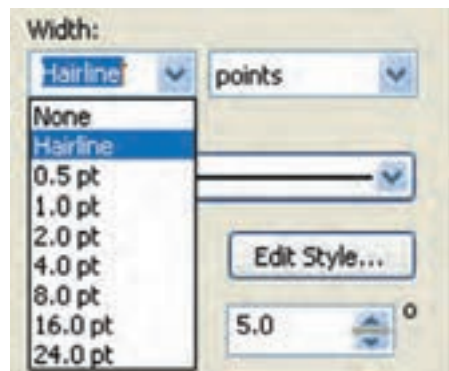 Width:
Hairline points
None
Hairline
0.5 pt
1.0 pt
2.0 pt
4.0 pt
8.0 pt
16.0 pt
24.0 pt
Edit Style...
5.0 °